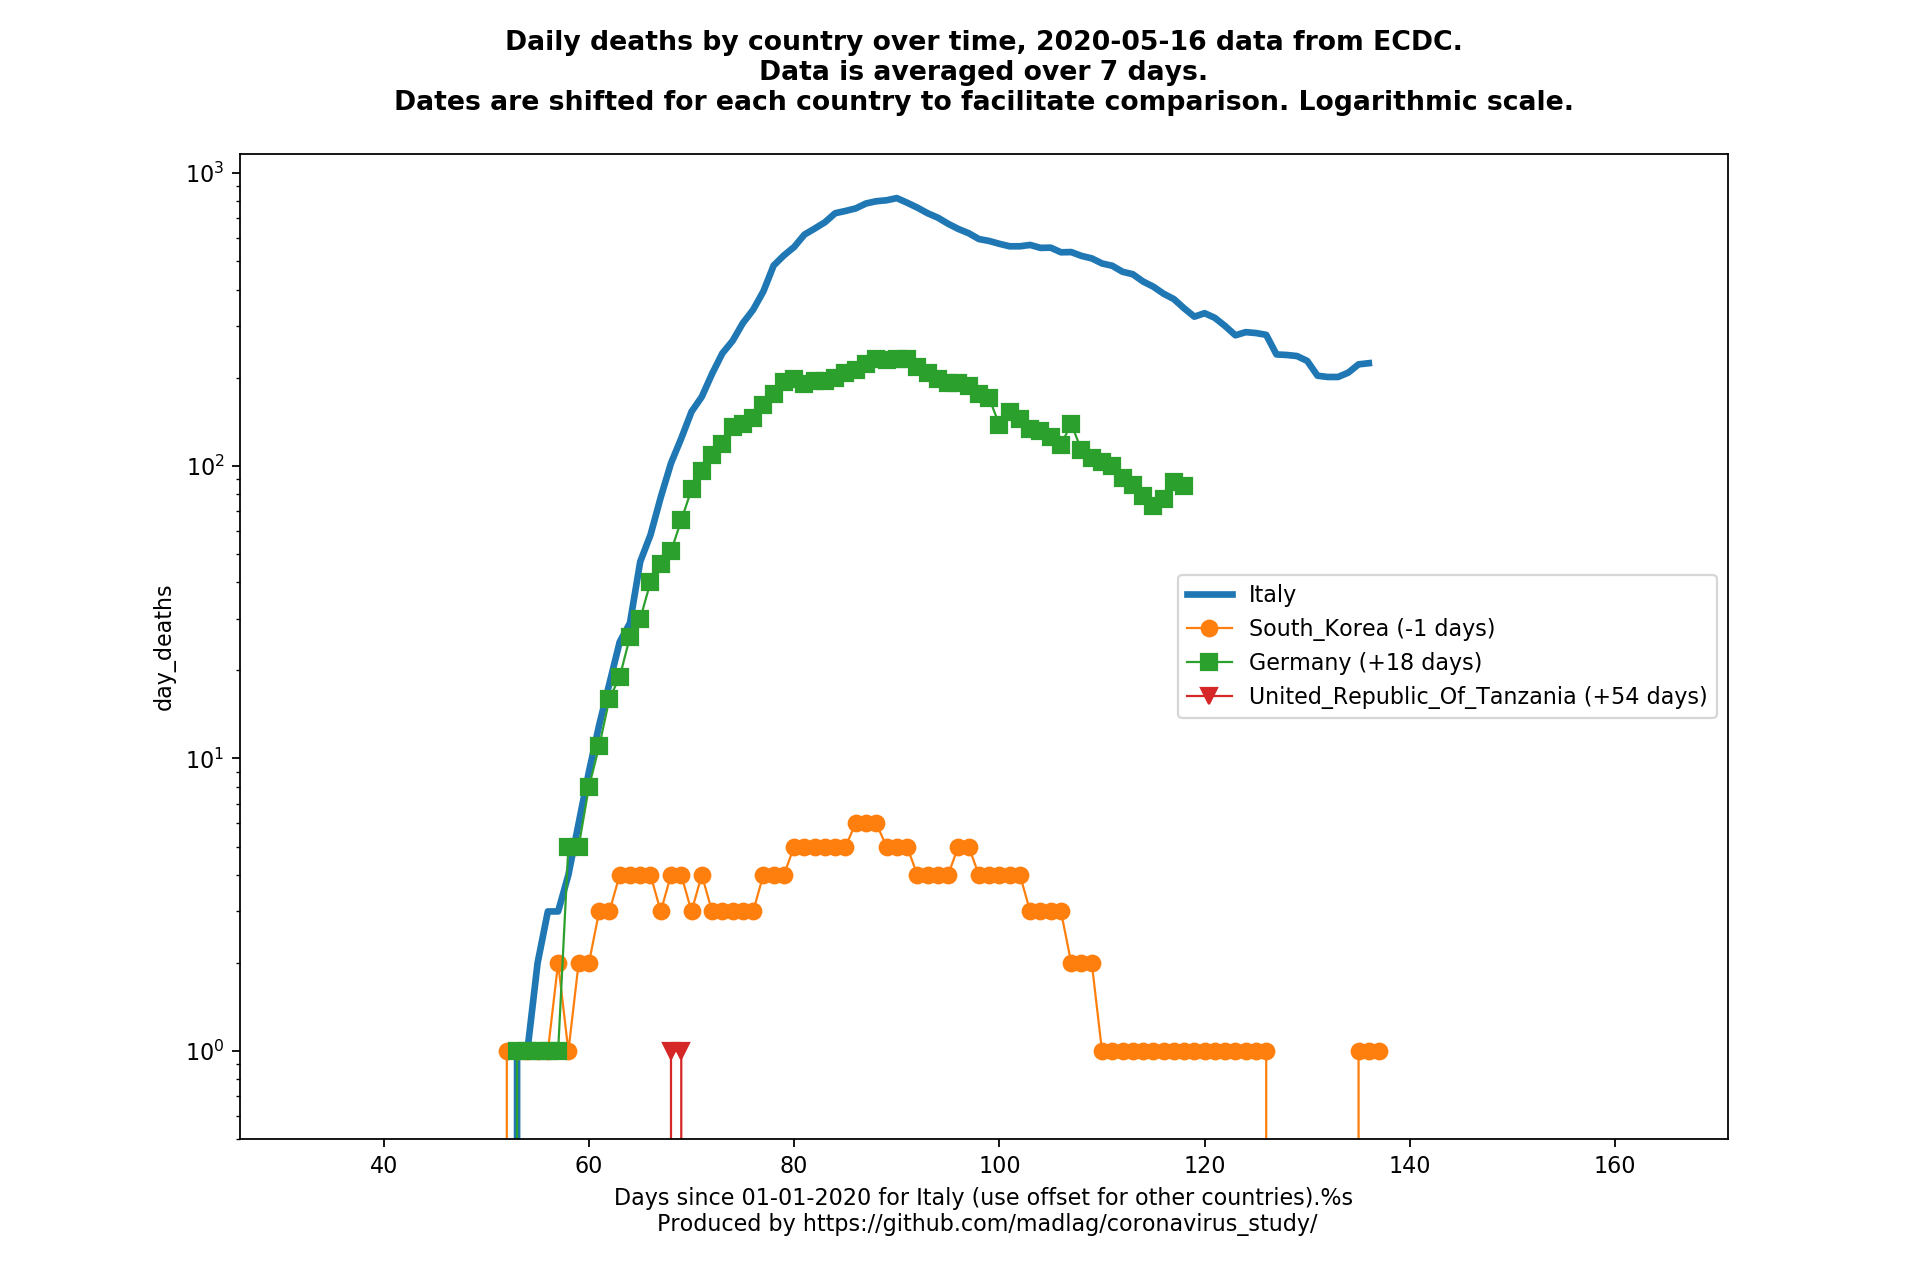 Daily deaths by country over time, 2020-05-16 data from ECDC.
Data is averaged over 7 days.
Dates are shifted for each country to facilitate comparison. Logarithmic scale.
10³
10²
10¹
10⁰
day_deaths
Italy
South_Korea (-1 days)
Germany (+18 days)
United_Republic_Of_Tanzania (+54 days)
40 60 80 100 120 140 160
Days since 01-01-2020 for Italy (use offset for other countries).%s
Produced by https://github.com/madlag/coronavirus_study/